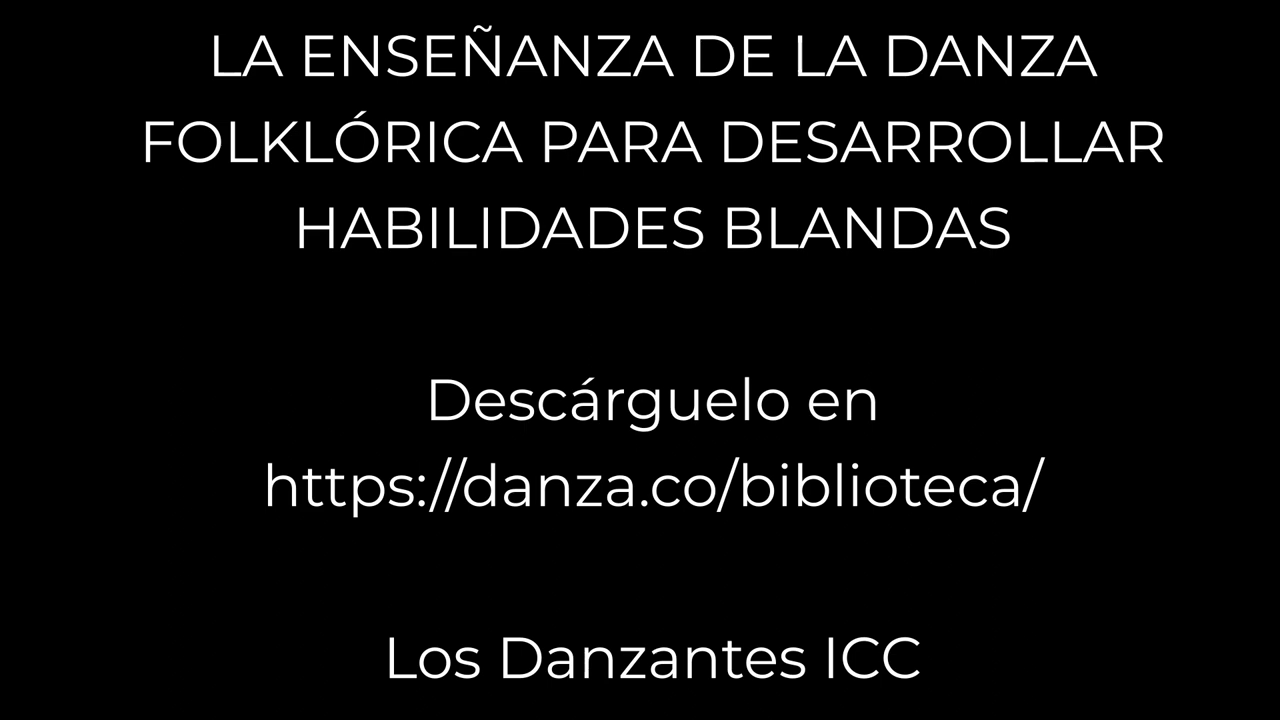 LA ENSEÑANZA DE LA DANZA
FOLKLÓRICA PARA DESARROLLAR
HABILIDADES BLANDAS
Descárguelo en
https://danza.co/biblioteca/
Los Danzantes ICC